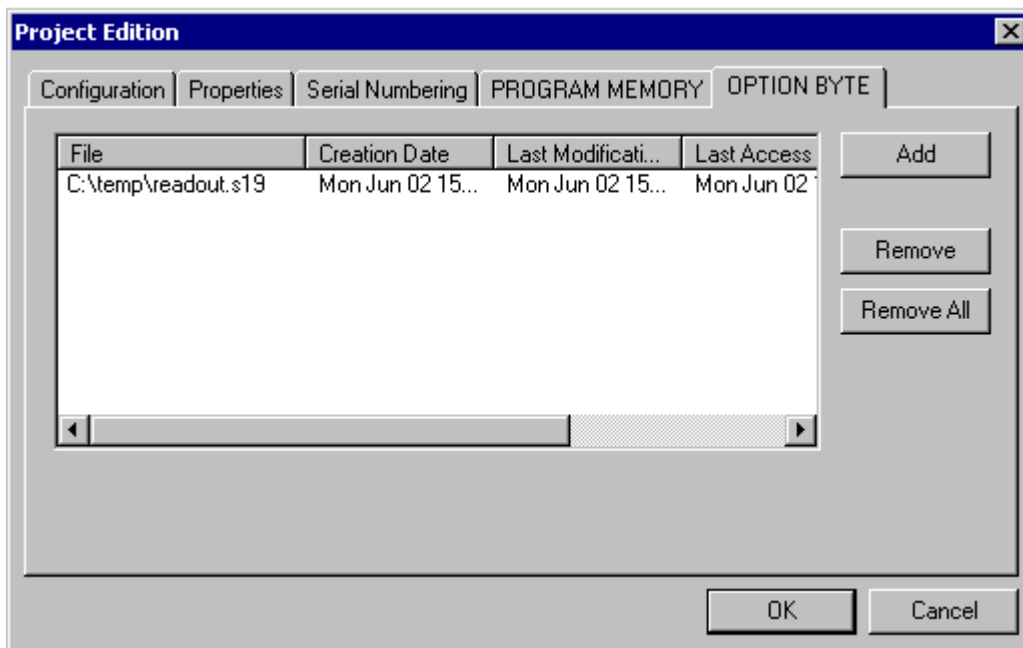 Project Edition
Configuration Properties Serial Numbering PROGRAM MEMORY OPTION BYTE
File Creation Date Last Modificati... Last Access
C:\temp\readout.s19 Mon Jun 02 15... Mon Jun 02 15... Mon Jun 02
Add
Remove
Remove All
OK Cancel